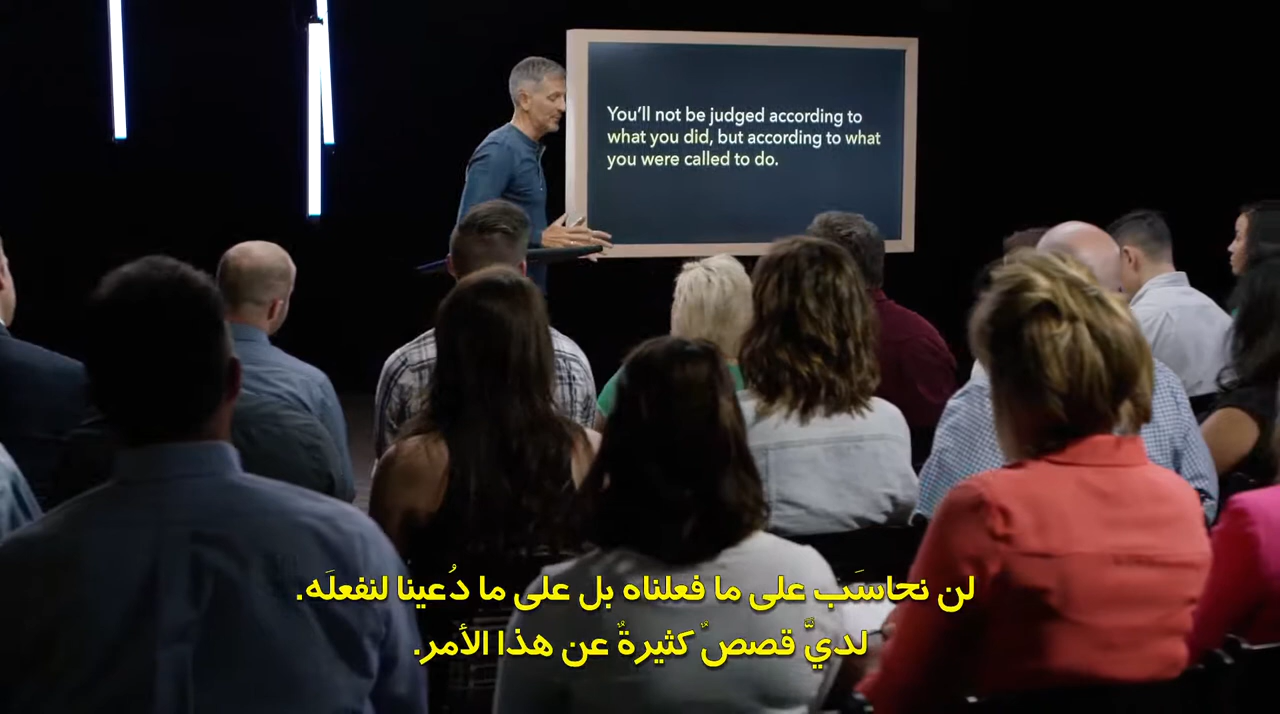 You'll not be judged according to
what you did, but according to what
you were called to do.
لن نحاسَب على ما فعلناه بل على ما دُعينا لنفعلَه.
لديَّ قصصٌ كثيرةٌ عن هذا الأمر.